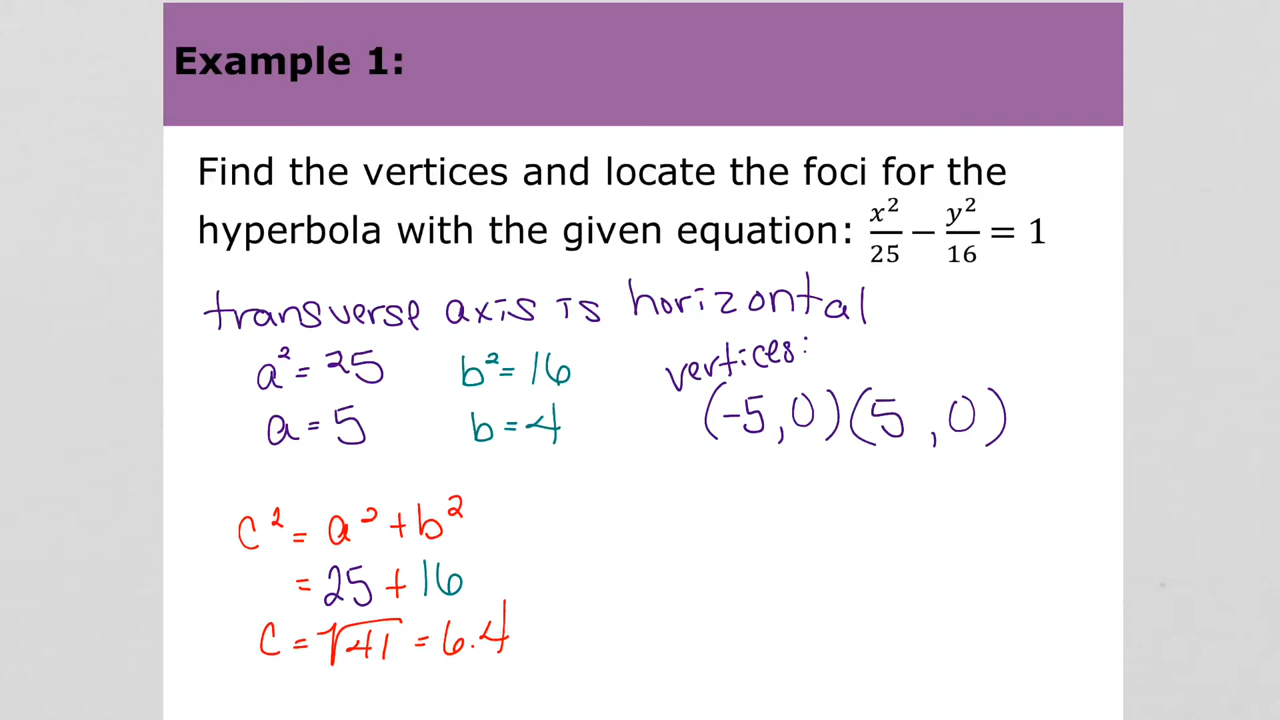 Example 1:
Find the vertices and locate the foci for the
hyperbola with the given equation: x²/25 − y²/16 = 1
transverse axis is horizontal
a² = 25 b² = 16 vertices:
a = 5 b = 4 (-5,0)(5,0)
c² = a² + b²
= 25 + 16
c = √41 = 6.4